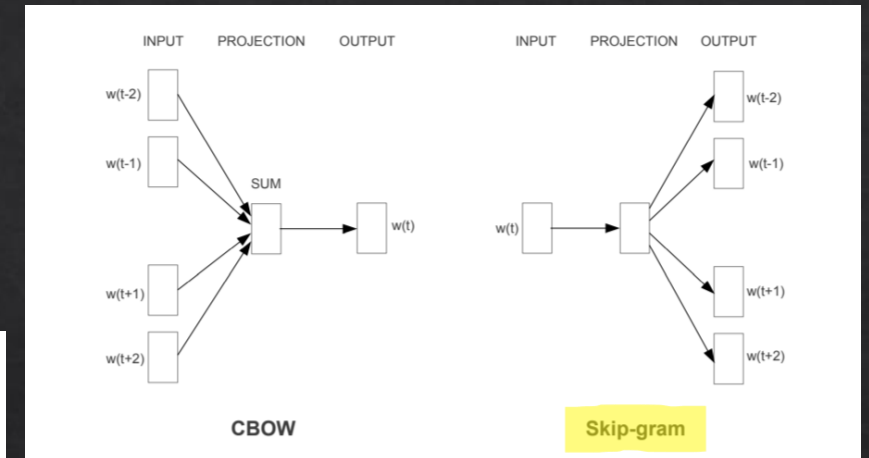 INPUT PROJECTION OUTPUT
w(t-2)
w(t-1)
SUM
w(t)
w(t+1)
w(t+2)
CBOW
INPUT PROJECTION OUTPUT
w(t-2)
w(t-1)
w(t)
w(t+1)
w(t+2)
Skip-gram